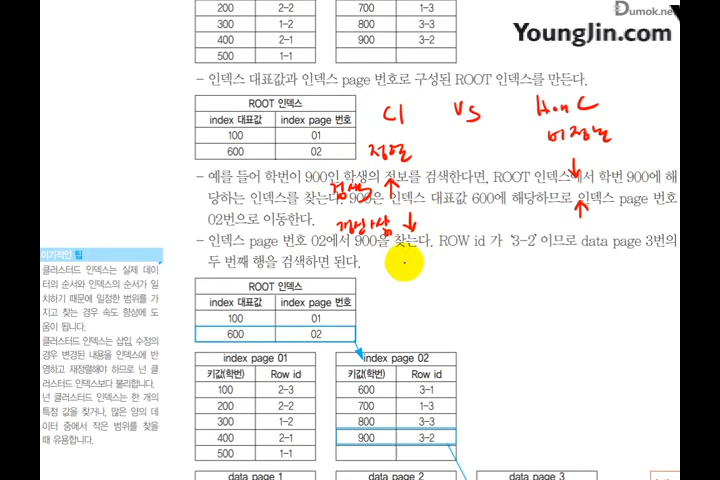 Dumok.net
YoungJin.com
200 2-2 700 1-3
300 1-2 800 3-3
400 2-1 900 3-2
500 1-1
- 인덱스 대표값과 인덱스 page 번호로 구성된 ROOT 인덱스를 만든다.
ROOT 인덱스
index 대표값 index page 번호
100 01
600 02
CI VS
정렬
- 예를 들어 학번이 900인 학생의 정보를 검색한다면, ROOT 인덱스에서 학번 900에 해
당하는 인덱스를 찾는다. 900은 인덱스 대표값 600에 해당하므로 인덱스 page 번호
02번으로 이동한다.
검색
- 인덱스 page 번호 02에서 900을 찾는다. ROW id 가 '3-2'이므로 data page 3번의
두 번째 행을 검색하면 된다.
이기적인 팁
클러스터드 인덱스는 실제 데이
터의 순서와 인덱스의 순서가 일
치하기 때문에 일정한 범위를 가
지고 찾는 경우 속도 향상에 도
움이 됩니다.
클러스터드 인덱스는 삽입, 수정의
경우 변경된 내용을 인덱스에 반
영하고 재정렬해야 하므로 넌 클
러스터드 인덱스보다 불리합니다.
넌 클러스터드 인덱스는 한 개의
특정 값을 찾거나, 많은 양의 데
이터 중에서 작은 범위를 찾을
때 유용합니다.
ROOT 인덱스
index 대표값 index page 번호
100 01
600 02
index page 01 index page 02
키값(학번) Row id 키값(학번) Row id
100 2-3 600 3-1
200 2-2 700 1-3
300 1-2 800 3-3
400 2-1 900 3-2
500 1-1
data page 1 data page 2 data page 3